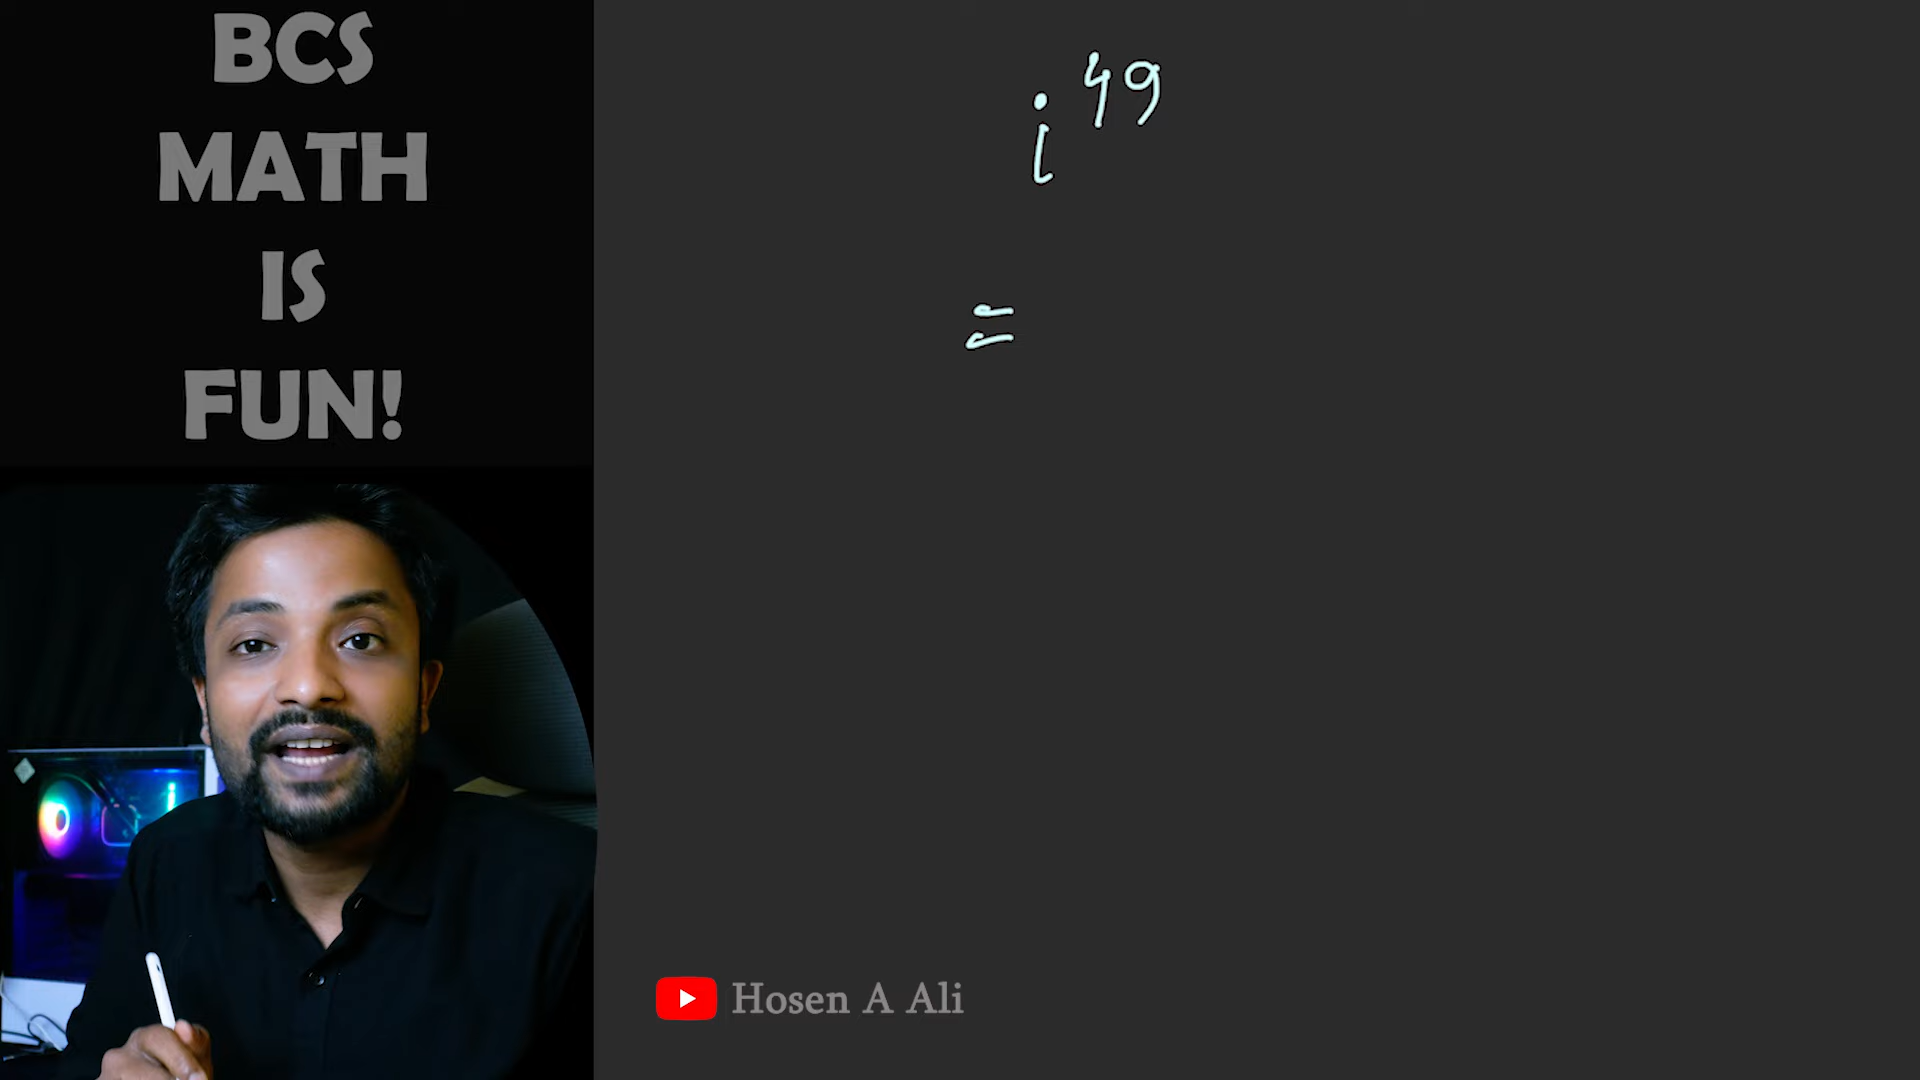 BCS
MATH
IS
FUN!
i⁴⁹
=
Hosen A Ali